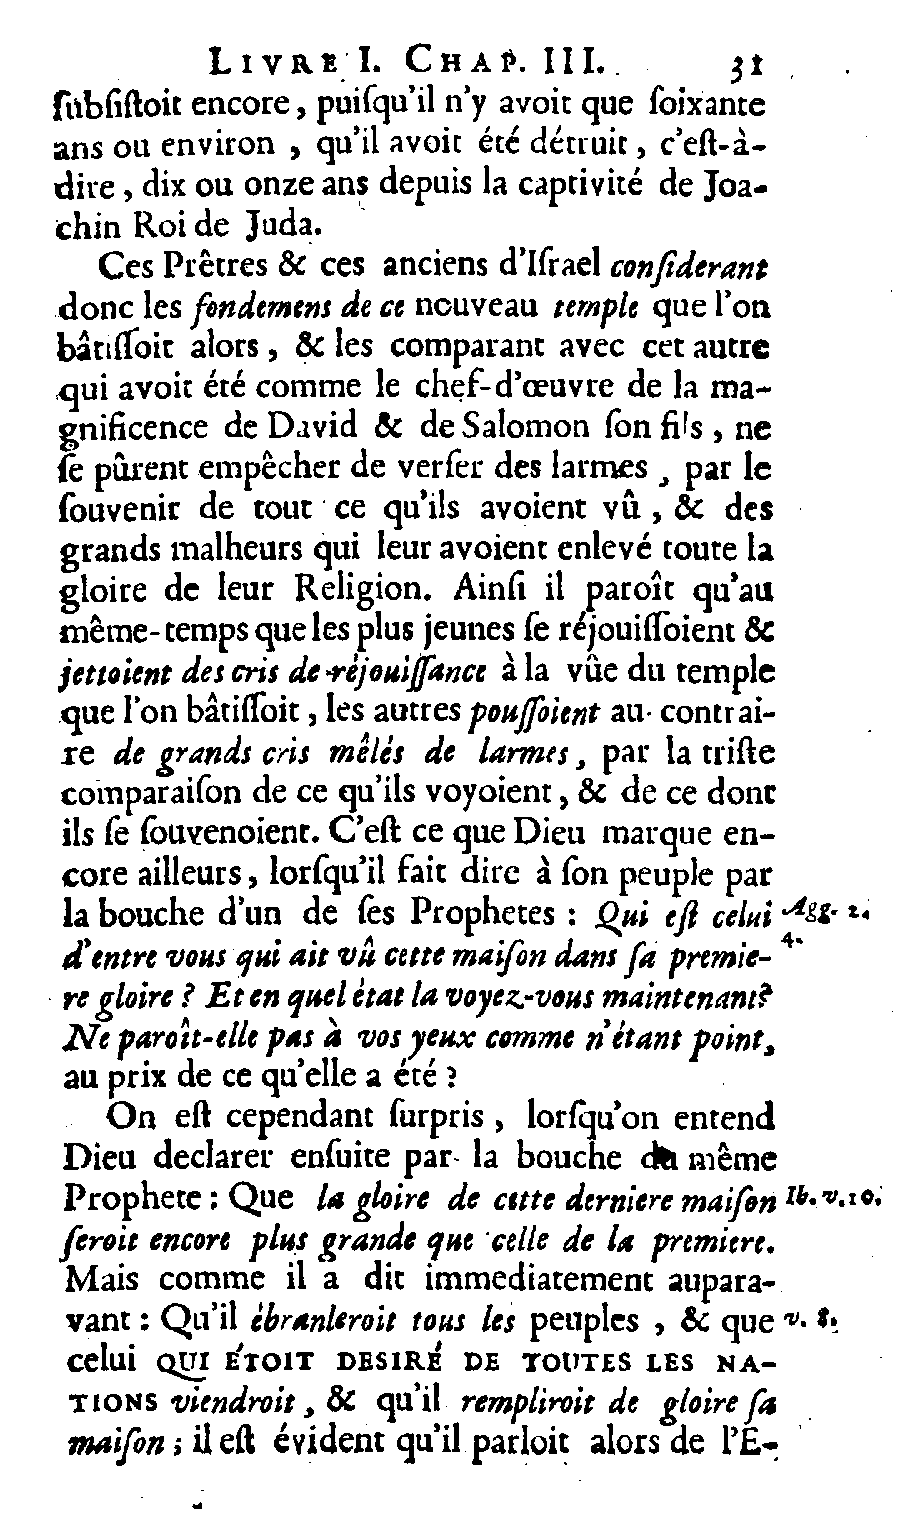 LIVRE I. CHAP. III. 31
ſubſiſtoit encore, puiſqu'il n'y avoit que ſoixante
ans ou environ, qu'il avoit été détruit, c'eſt-à-
dire, dix ou onze ans depuis la captivité de Joa-
chin Roi de Juda.
Ces Prêtres & ces anciens d'Iſrael conſiderant
donc les fondemens de ce nouveau temple que l'on
bâtiſſoit alors, & les comparant avec cet autre
qui avoit été comme le chef-d'œuvre de la ma-
gnificence de David & de Salomon ſon fils, ne
ſe pûrent empêcher de verſer des larmes, par le
ſouvenir de tout ce qu'ils avoient vû, & des
grands malheurs qui leur avoient enlevé toute la
gloire de leur Religion. Ainſi il paroît qu'au
même-temps que les plus jeunes ſe réjouiſſoient &
jettoient des cris de réjouiſſance à la vûe du temple
que l'on bâtiſſoit, les autres pouſſoient au contrai-
re de grands cris mêlés de larmes, par la triſte
comparaiſon de ce qu'ils voyoient, & de ce dont
ils ſe ſouvenoient. C'eſt ce que Dieu marque en-
core ailleurs, lorſqu'il fait dire à ſon peuple par
la bouche d'un de ſes Prophetes : Qui eſt celui Agg. 2.
d'entre vous qui ait vû cette maiſon dans ſa premie- 4.
re gloire ? Et en quel état la voyez-vous maintenant?
Ne paroît-elle pas à vos yeux comme n'étant point,
au prix de ce qu'elle a été ?
On eſt cependant ſurpris, lorſqu'on entend
Dieu declarer enſuite par la bouche du même
Prophete : Que la gloire de cette derniere maiſon Ib. v. 10.
ſeroit encore plus grande que celle de la premiere.
Mais comme il a dit immediatement aupara-
vant : Qu'il ébranleroit tous les peuples, & que v. 8.
celui QUI ÉTOIT DESIRÉ DE TOUTES LES NA-
TIONS viendroit, & qu'il rempliroit de gloire ſa
maiſon ; il eſt évident qu'il parloit alors de l'É-